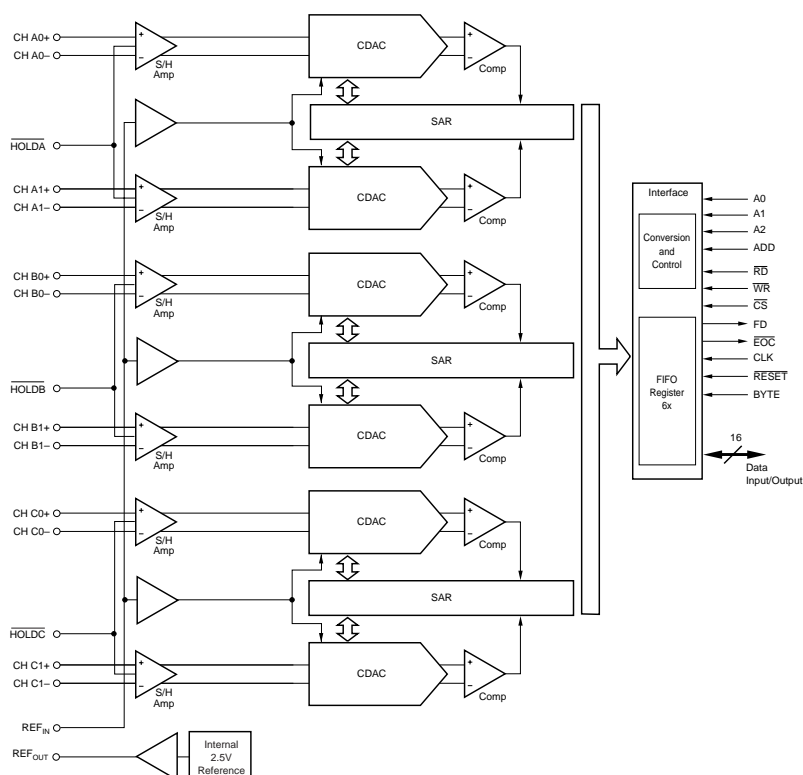 CH A0+
CH A0–
S/H
Amp
CDAC
Comp
SAR
HOLDA
CH A1+
CH A1–
S/H
Amp
CDAC
Comp
CH B0+
CH B0–
S/H
Amp
CDAC
Comp
SAR
HOLDB
CH B1+
CH B1–
S/H
Amp
CDAC
Comp
CH C0+
CH C0–
S/H
Amp
CDAC
Comp
SAR
HOLDC
CH C1+
CH C1–
S/H
Amp
CDAC
Comp
REFIN
REFOUT
Internal
2.5V
Reference
Interface
Conversion
and
Control
FIFO
Register
6x
A0
A1
A2
ADD
RD
WR
CS
FD
EOC
CLK
RESET
BYTE
16
Data
Input/Output